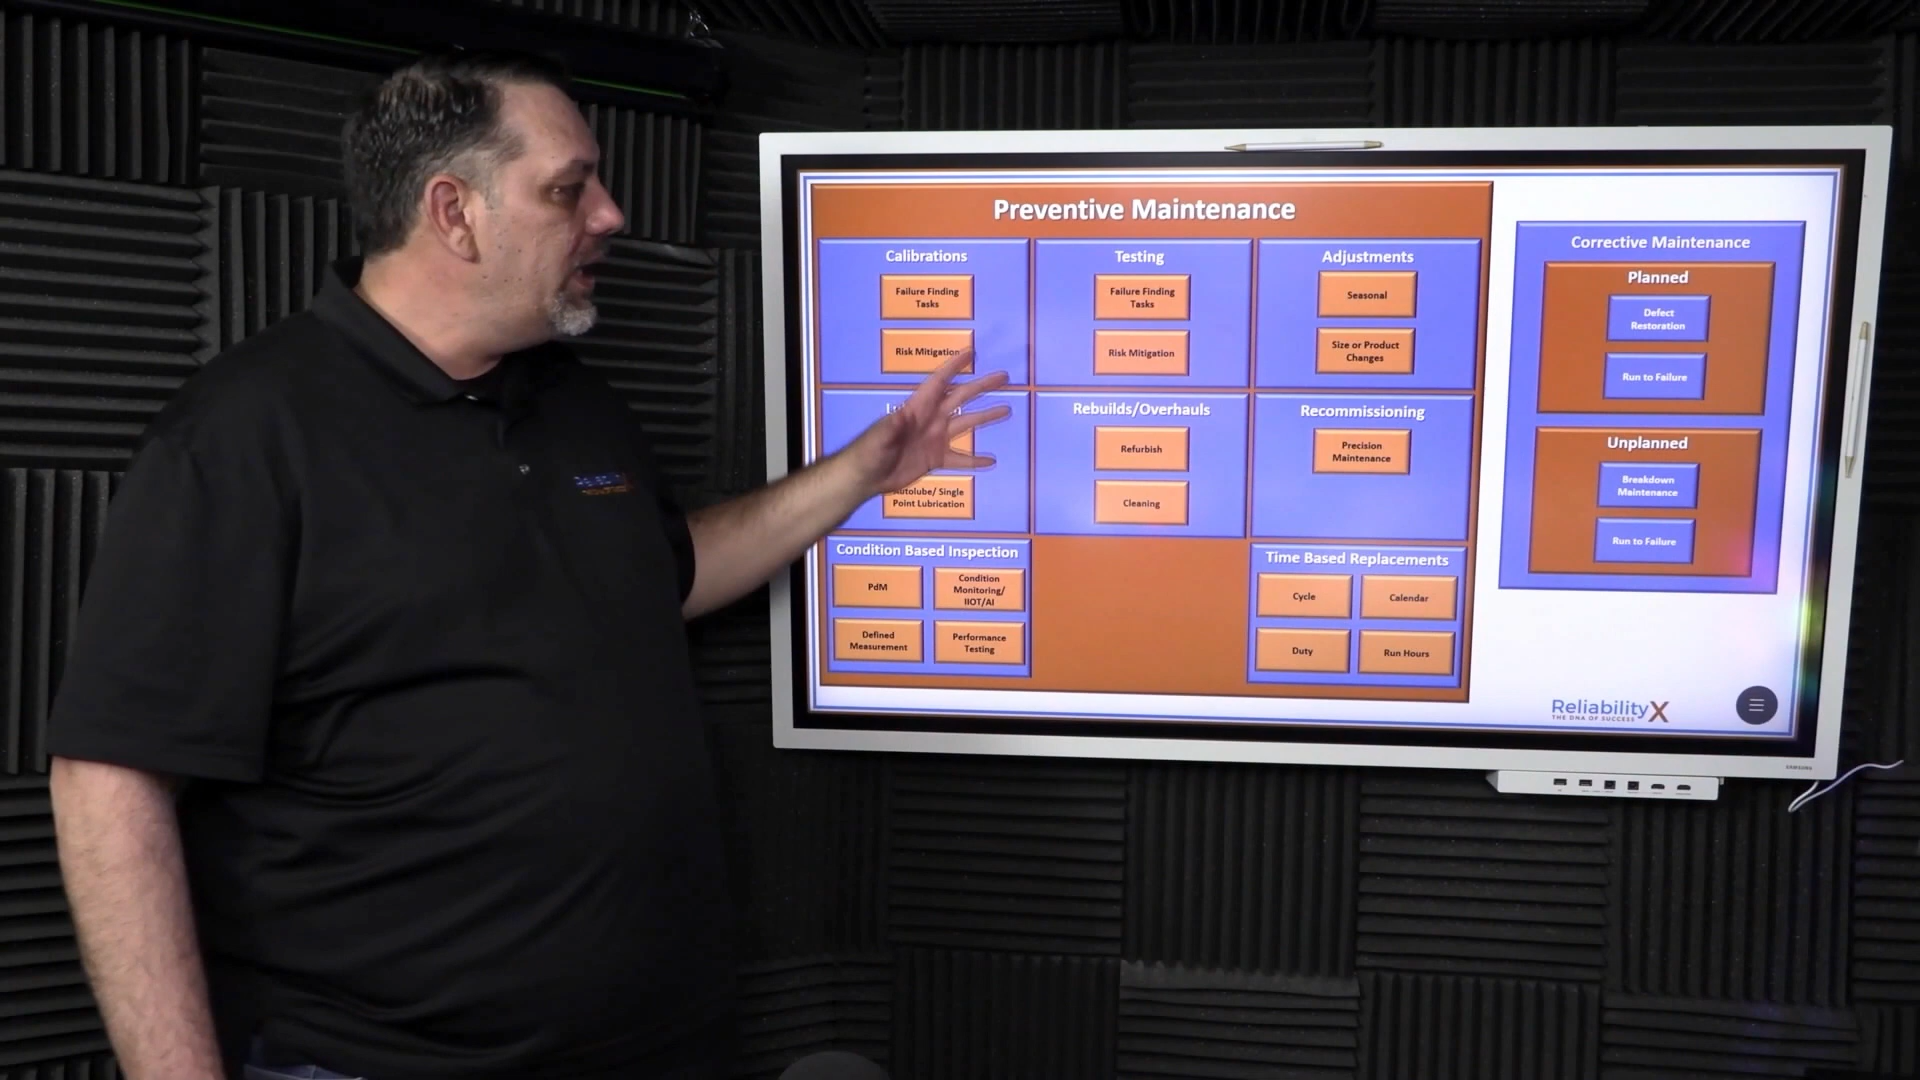 Preventive Maintenance
Calibrations
Failure Finding
Tasks
Risk Mitigation
Testing
Failure Finding
Tasks
Risk Mitigation
Adjustments
Seasonal
Size or Product
Changes
Autolube/ Single
Point Lubrication
Rebuilds/Overhauls
Refurbish
Cleaning
Recommissioning
Precision
Maintenance
Condition Based Inspection
PdM
Condition
Monitoring/
IIOT/AI
Defined
Measurement
Performance
Testing
Time Based Replacements
Cycle
Calendar
Duty
Run Hours
Corrective Maintenance
Planned
Defect
Restoration
Run to Failure
Unplanned
Breakdown
Maintenance
Run to Failure
ReliabilityX
THE DNA OF SUCCESS
SAMSUNG